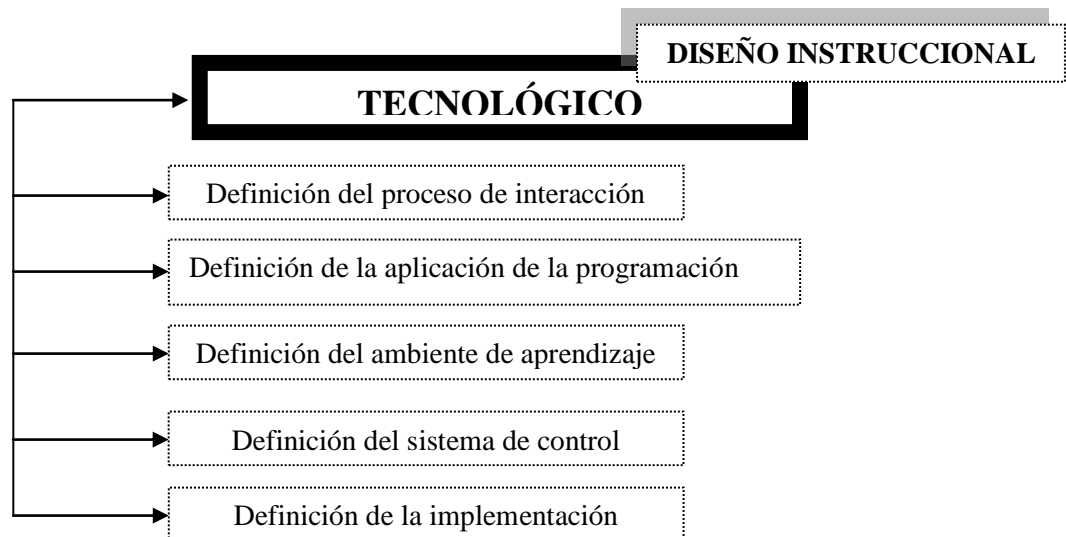 DISEÑO INSTRUCCIONAL
TECNOLÓGICO
Definición del proceso de interacción
Definición de la aplicación de la programación
Definición del ambiente de aprendizaje
Definición del sistema de control
Definición de la implementación